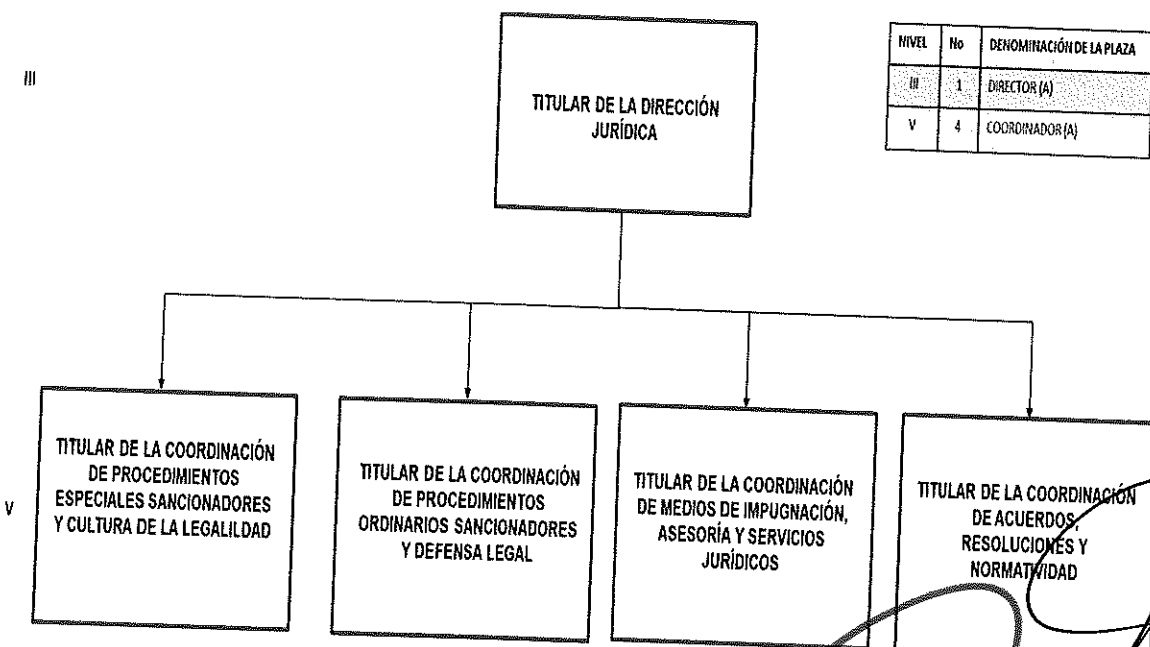 III
TITULAR DE LA DIRECCIÓN
JURÍDICA
NIVEL No DENOMINACIÓN DE LA PLAZA
III 1 DIRECTOR (A)
V 4 COORDINADOR (A)
V
TITULAR DE LA COORDINACIÓN
DE PROCEDIMIENTOS
ESPECIALES SANCIONADORES
Y CULTURA DE LA LEGALILDAD
TITULAR DE LA COORDINACIÓN
DE PROCEDIMIENTOS
ORDINARIOS SANCIONADORES
Y DEFENSA LEGAL
TITULAR DE LA COORDINACIÓN
DE MEDIOS DE IMPUGNACIÓN,
ASESORÍA Y SERVICIOS
JURÍDICOS
TITULAR DE LA COORDINACIÓN
DE ACUERDOS,
RESOLUCIONES Y
NORMATIVIDAD